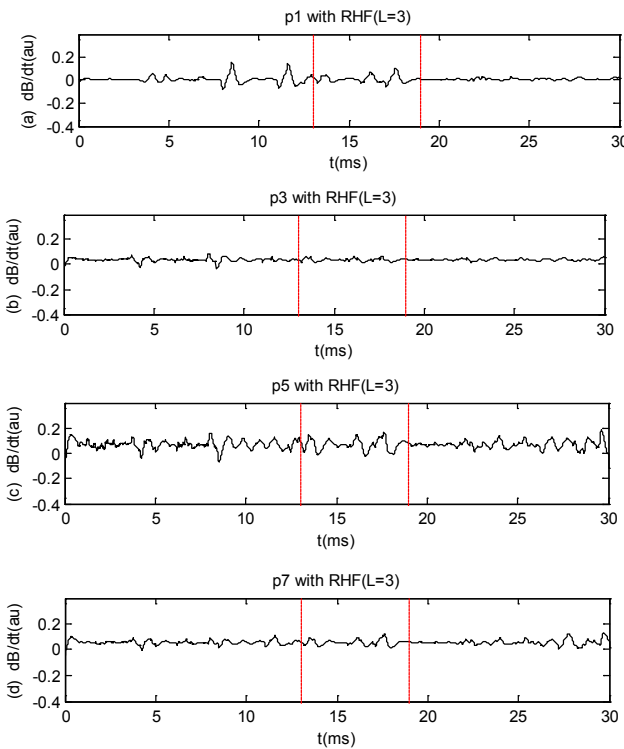 p1 with RHF(L=3)
(a) dB/dt(au)
0.2
0
-0.2
-0.4
5 10 15 20 25 30
t(ms)
p3 with RHF(L=3)
(b) dB/dt(au)
0.2
0
-0.2
-0.4
0 5 10 15 20 25 30
t(ms)
p5 with RHF(L=3)
(c) dB/dt(au)
0.2
0
-0.2
-0.4
0 5 10 15 20 25 30
t(ms)
p7 with RHF(L=3)
(d) dB/dt(au)
0.2
0
-0.2
-0.4
0 5 10 15 20 25 30
t(ms)